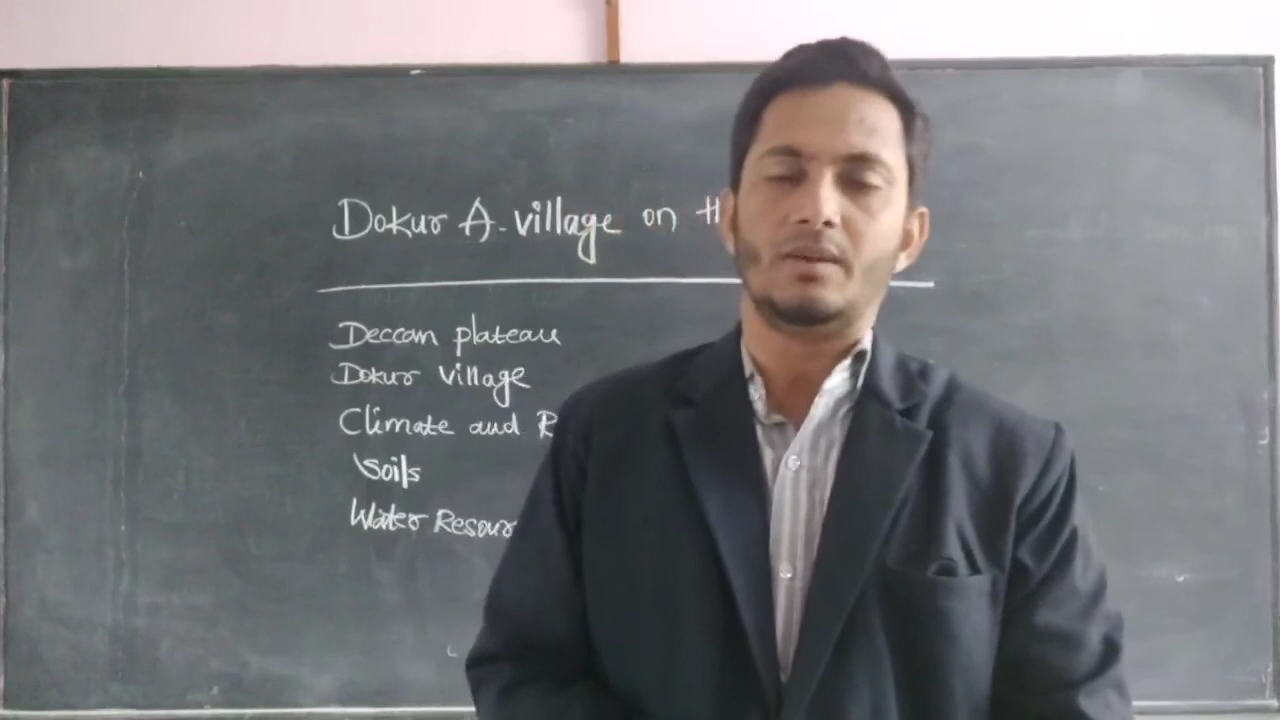 Dokur A village on
Deccan plateau
Dokur village
Climate and
Soils
Water